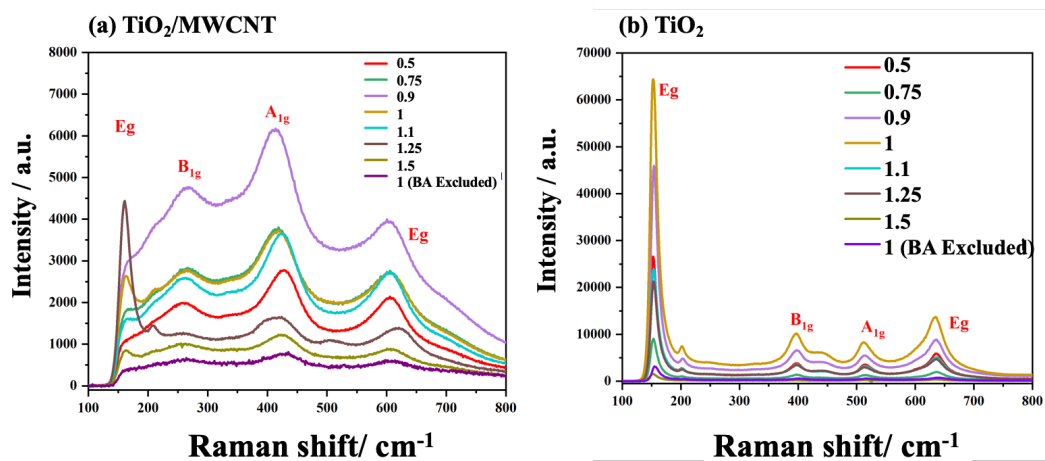 (a) TiO₂/MWCNT
8000
7000
6000
5000
4000
3000
2000
1000
0
Intensity / a.u.
100 200 300 400 500 600 700 800
Raman shift/ cm⁻¹
Eg
B₁g
A₁g
Eg
0.5
0.75
0.9
1
1.1
1.25
1.5
1 (BA Excluded)
(b) TiO₂
70000
60000
50000
40000
30000
20000
10000
0
Intensity / a.u.
100 200 300 400 500 600 700 800
Raman shift/ cm⁻¹
Eg
B₁g
A₁g
Eg
0.5
0.75
0.9
1
1.1
1.25
1.5
1 (BA Excluded)